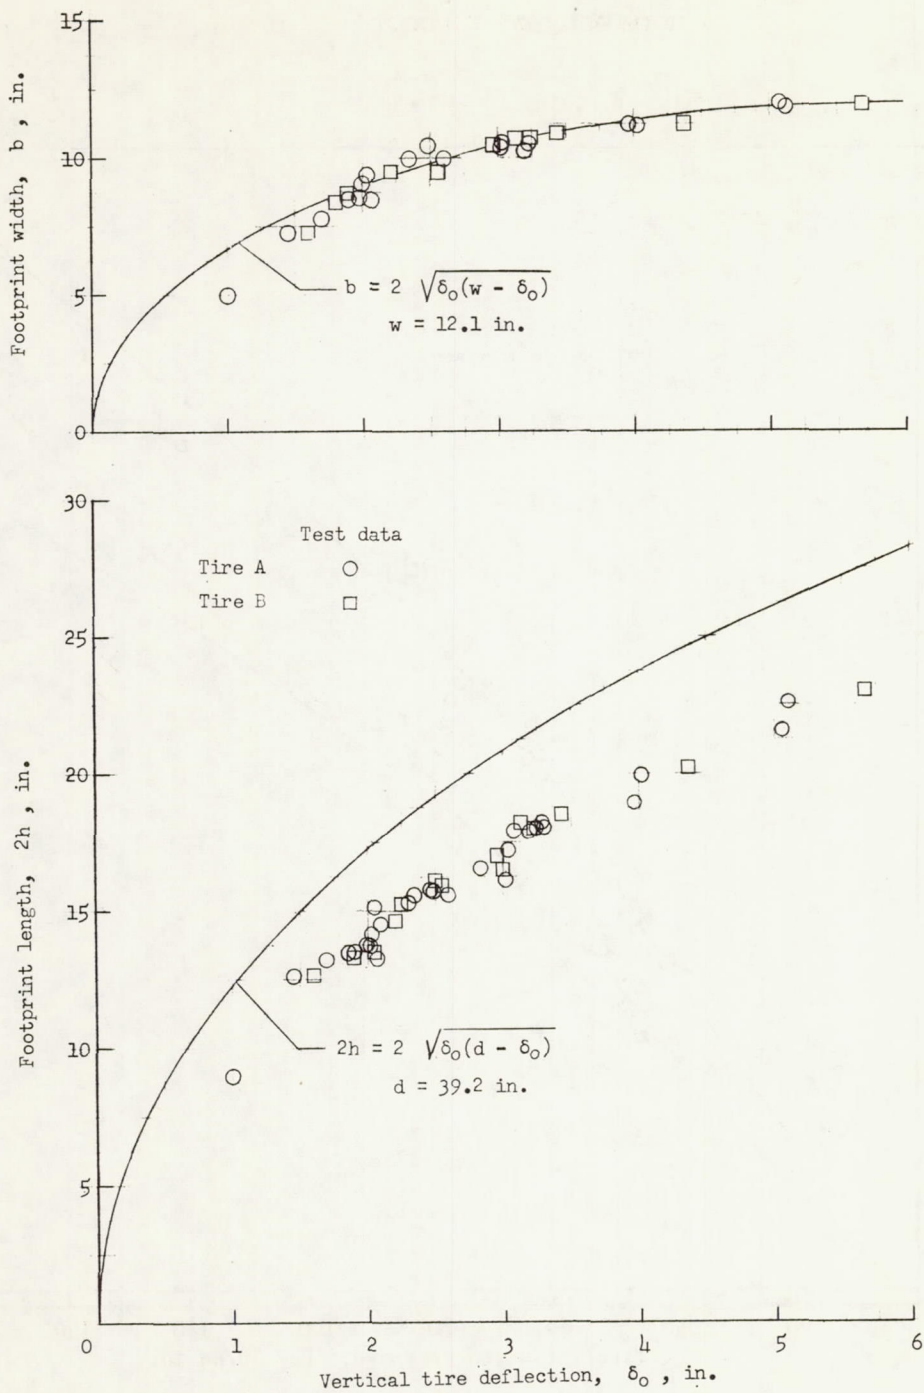 15
10
5
0
Footprint width, b , in.
b = 2 √δo(w - δo)
w = 12.1 in.
30
25
20
15
10
5
0
Footprint length, 2h , in.
Test data
Tire A ○
Tire B □
2h = 2 √δo(d - δo)
d = 39.2 in.
0 1 2 3 4 5 6
Vertical tire deflection, δo , in.